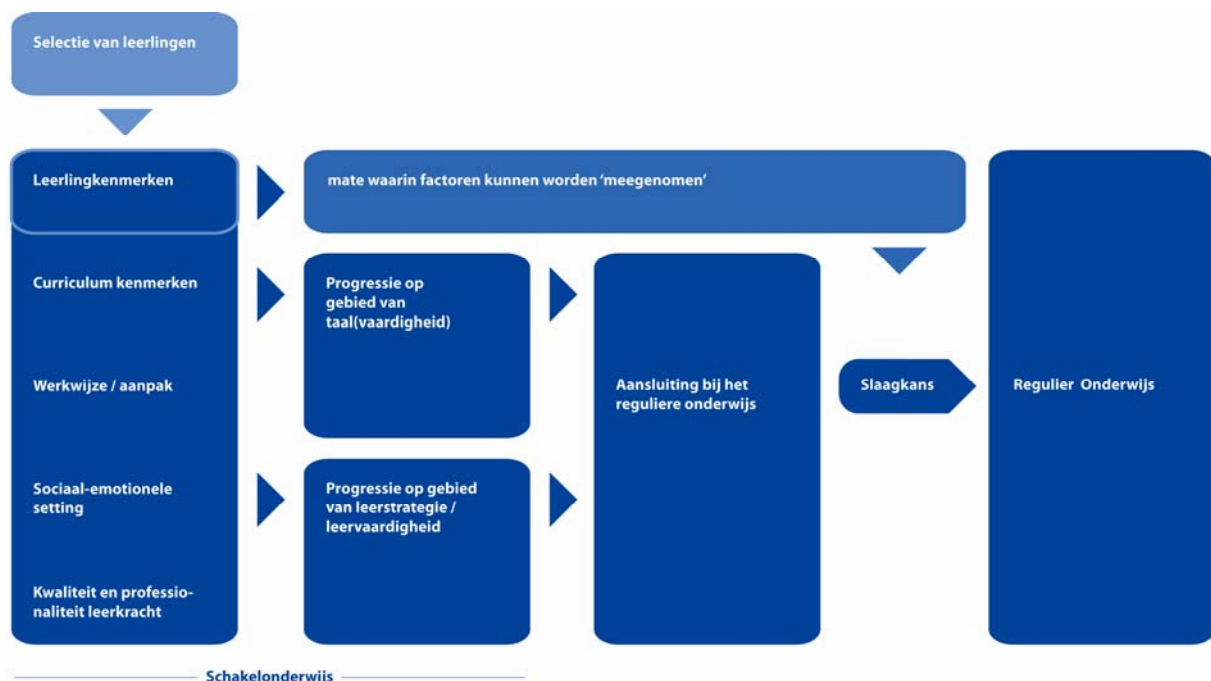 Selectie van leerlingen
Leerlingkenmerken
mate waarin factoren kunnen worden ‘meegenomen’
Curriculum kenmerken
Werkwijze / aanpak
Sociaal-emotionele
setting
Kwaliteit en professio-
naliteit leerkracht
Progressie op
gebied van
taal(vaardigheid)
Progressie op gebied
van leerstrategie /
leervaardigheid
Aansluiting bij het
reguliere onderwijs
Slaagkans
Regulier Onderwijs
Schakelonderwijs